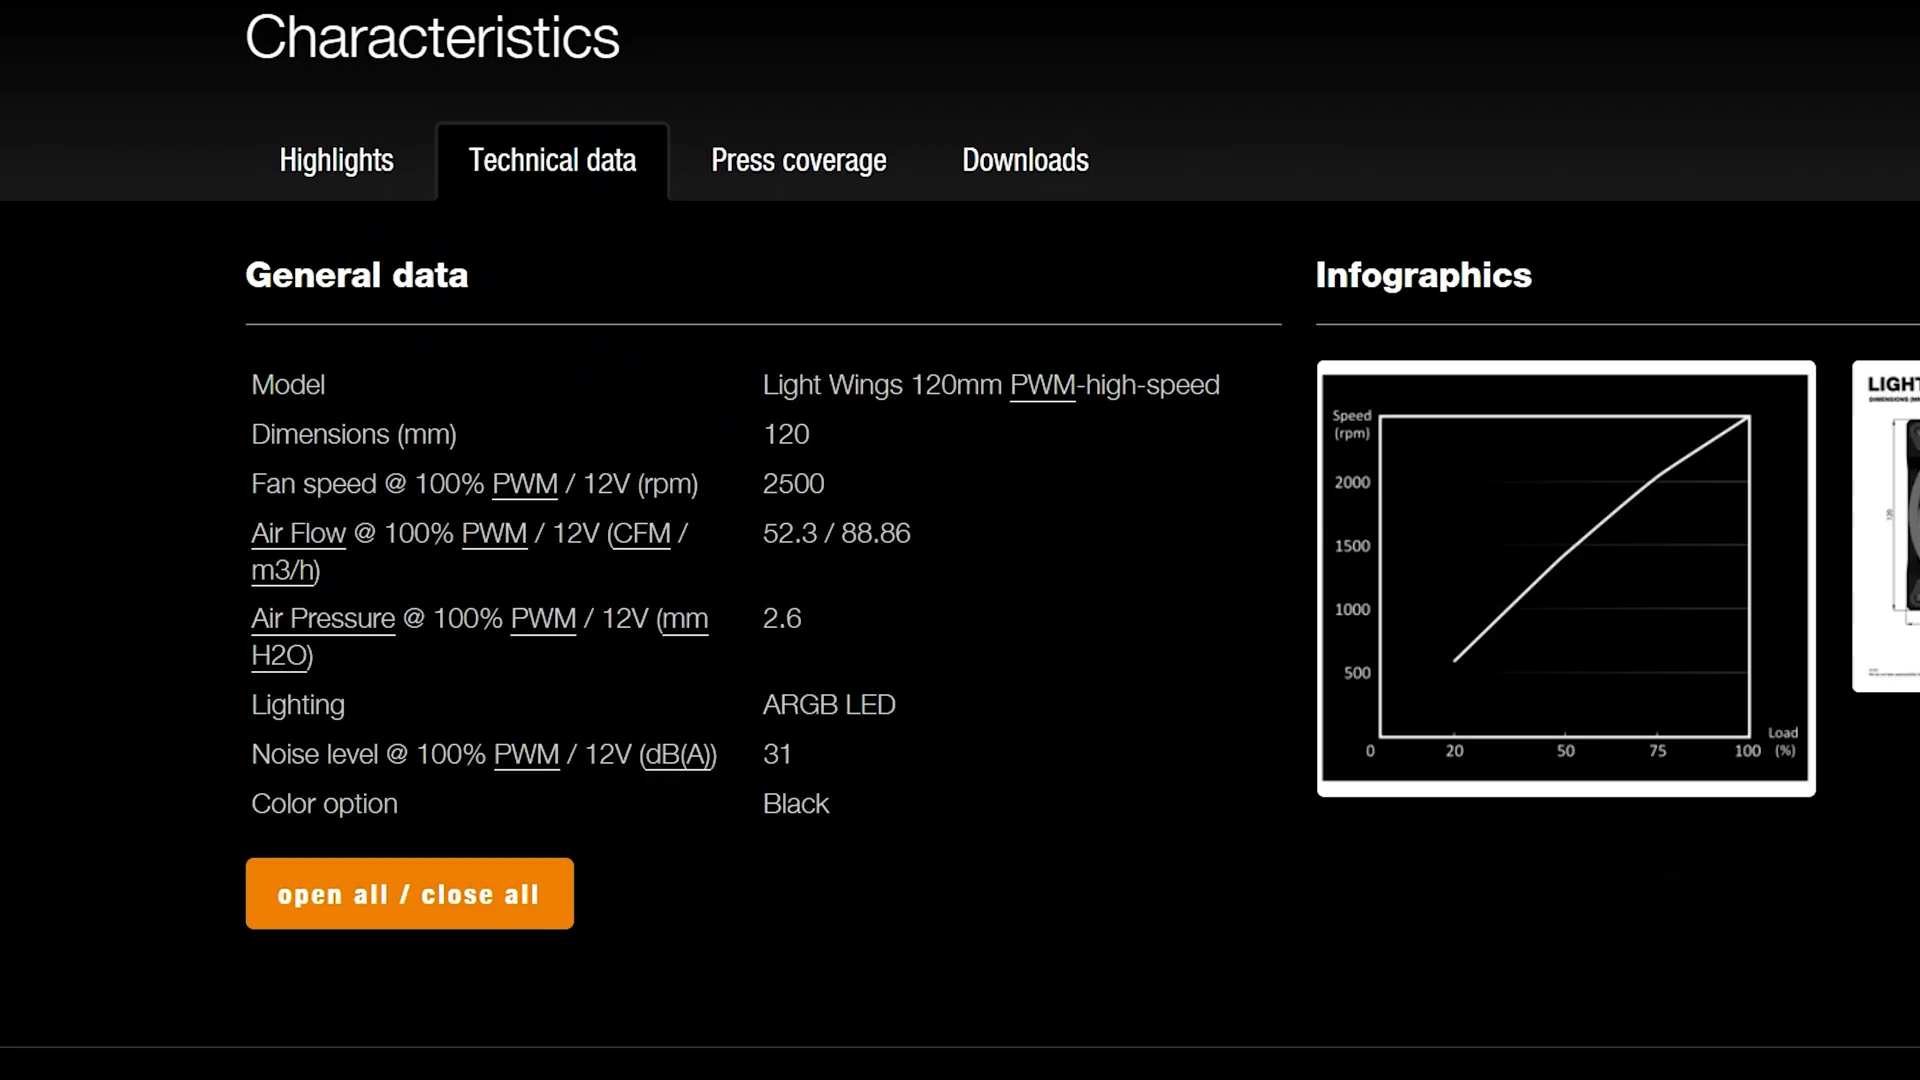 Characteristics
Highlights
Technical data
Press coverage
Downloads
General data
Model
Light Wings 120mm PWM-high-speed
Dimensions (mm)
120
Fan speed @ 100% PWM / 12V (rpm)
2500
Air Flow @ 100% PWM / 12V (CFM /
m3/h)
52.3 / 88.86
Air Pressure @ 100% PWM / 12V (mm
H2O)
2.6
Lighting
ARGB LED
Noise level @ 100% PWM / 12V (dB(A))
31
Color option
Black
open all / close all
Infographics
Speed
(rpm)
2000
1500
1000
500
0
20
50
75
100
Load
(%)
LIGHT
120